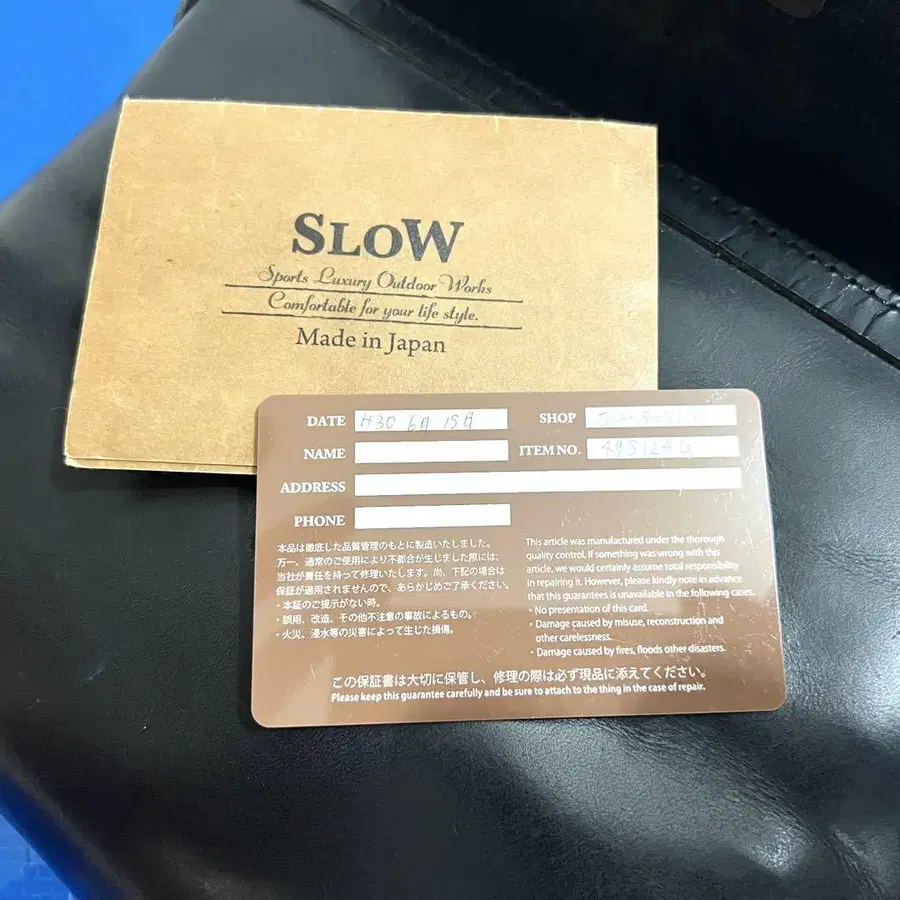 SLOW
Sports Luxury Outdoor Works
Comfortable for your life style.
Made in Japan
DATE H30 6月 15日 SHOP
NAME ITEM NO.
ADDRESS
PHONE
本品は徹底した品質管理のもとに製造いたしました。
万一、通常のご使用により不都合が生じました際には、
当社が責任を持って修理いたします。尚、下記の場合は
保証が適用されませんので、あらかじめご了承ください。
・本証のご提示がない時。
・誤用、改造、その他不注意の事故によるもの。
・火災、浸水等の災害によって生じた損傷。
This article was manufactured under the thorough
quality control. If something was wrong with this
article, we would certainly assume total responsibility
in repairing it. However, please kindly note in advance
that this guarantees is unavailable in the following cases.
・No presentation of this card.
・Damage caused by misuse, reconstruction and
other carelessness.
・Damage caused by fires, floods other disasters.
この保証書は大切に保管し、修理の際は必ず現品に添えてください。
Please keep this guarantee carefully and be sure to attach to the thing in the case of repair.